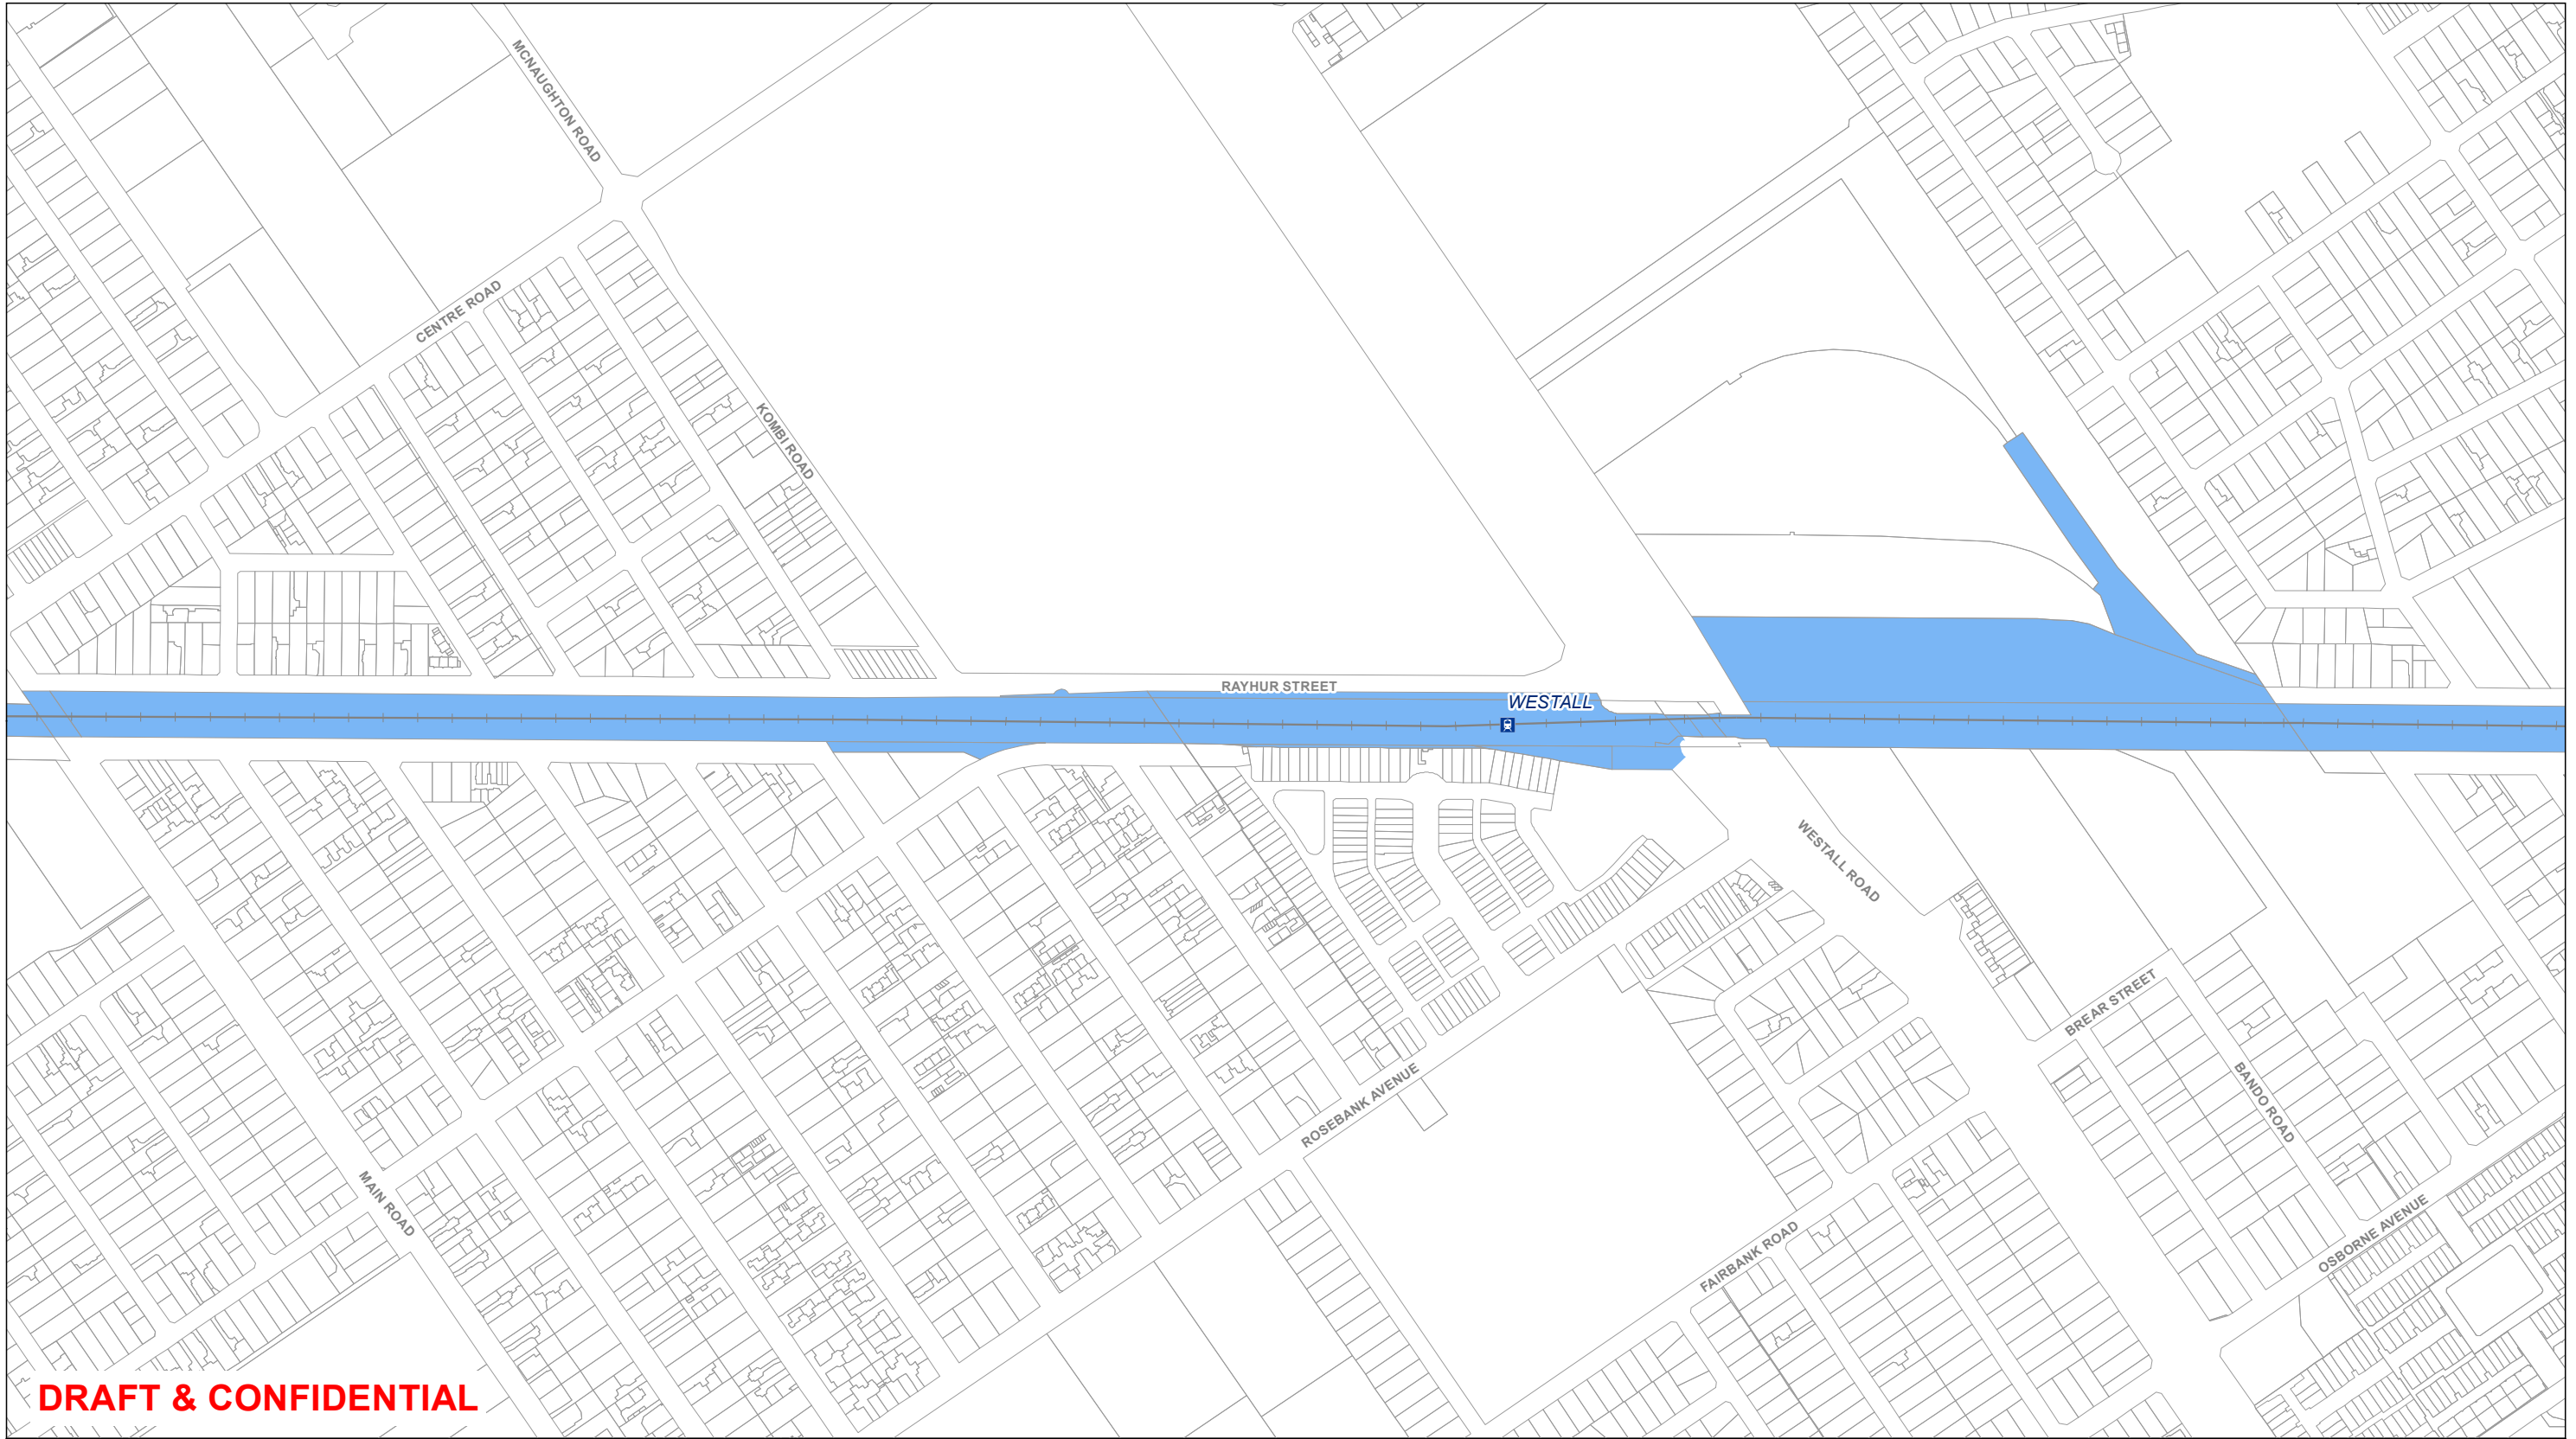 MCNAUGHTON ROAD
CENTRE ROAD
KOMBI ROAD
RAYHUR STREET
WESTALL
WESTALL ROAD
BREAR STREET
BANDO ROAD
ROSEBANK AVENUE
MAIN ROAD
FAIRBANK ROAD
OSBORNE AVENUE
DRAFT & CONFIDENTIAL